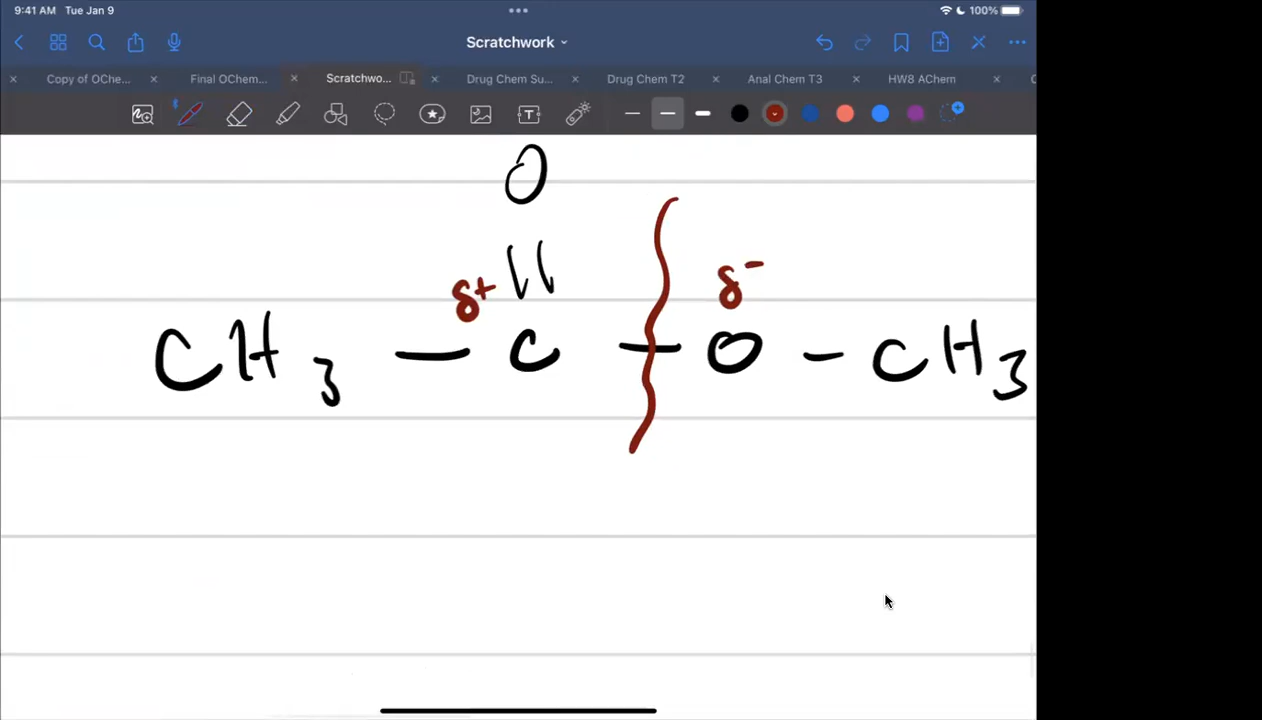 9:41 AM Tue Jan 9
100%
Scratchwork
Copy of OChe...
Final OChem...
Scratchwo...
Drug Chem Su...
Drug Chem T2
Anal Chem T3
HW8 AChem
O
δ+ δ-
CH3 — C — O — CH3